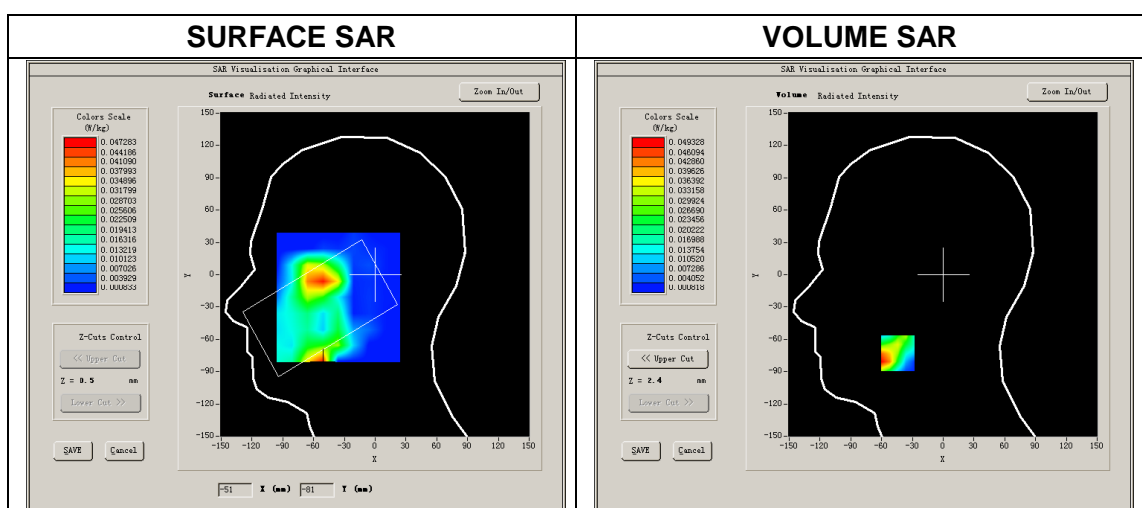 SURFACE SAR
VOLUME SAR
SAR Visualisation Graphical Interface
Surface Radiated Intensity
Zoom In/Out
Colors Scale
(W/kg)
0.047283
0.044186
0.041090
0.037993
0.034896
0.031799
0.028703
0.025606
0.022509
0.019413
0.016316
0.013219
0.010123
0.007026
0.003929
0.000833
Z-Cuts Control
<< Upper Cut
Z = 0.5 mm
Lower Cut >>
SAVE Cancel
150
120
90
60
30
0
-30
-60
-90
-120
-150
Y
-150 -120 -90 -60 -30 0 30 60 90 120 150
X
-51 X (mm) -81 Y (mm)
SAR Visualisation Graphical Interface
Volume Radiated Intensity
Zoom In/Out
Colors Scale
(W/kg)
0.049328
0.046094
0.042860
0.039626
0.036392
0.033158
0.029924
0.026690
0.023456
0.020222
0.016988
0.013754
0.010520
0.007286
0.004052
0.000818
Z-Cuts Control
<< Upper Cut
Z = 2.4 mm
Lower Cut >>
SAVE Cancel
150
120
90
60
30
0
-30
-60
-90
-120
-150
Y
-150 -120 -90 -60 -30 0 30 60 90 120 150
X